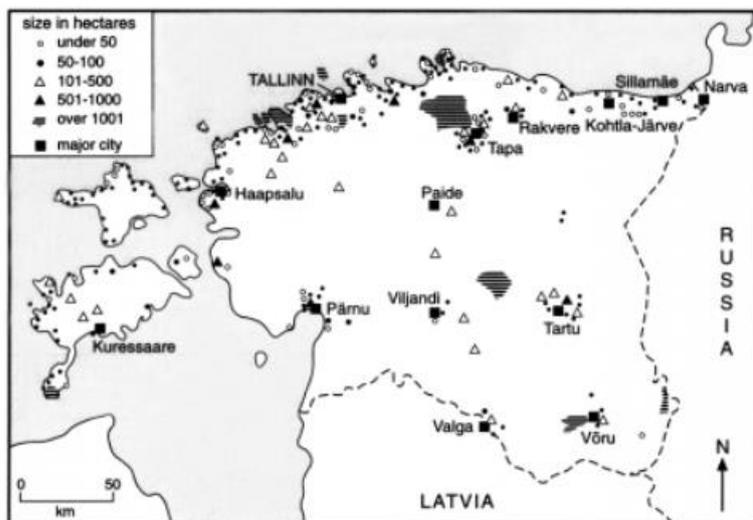 size in hectares
under 50
50-100
101-500
501-1000
over 1001
major city
TALLINN
Sillamäe
Narva
Rakvere
Kohtla-Järve
Tapa
Haapsalu
Paide
RUSSIA
Pärnu
Viljandi
Tartu
Kuressaare
Valga
Võru
N
0 50
km
LATVIA